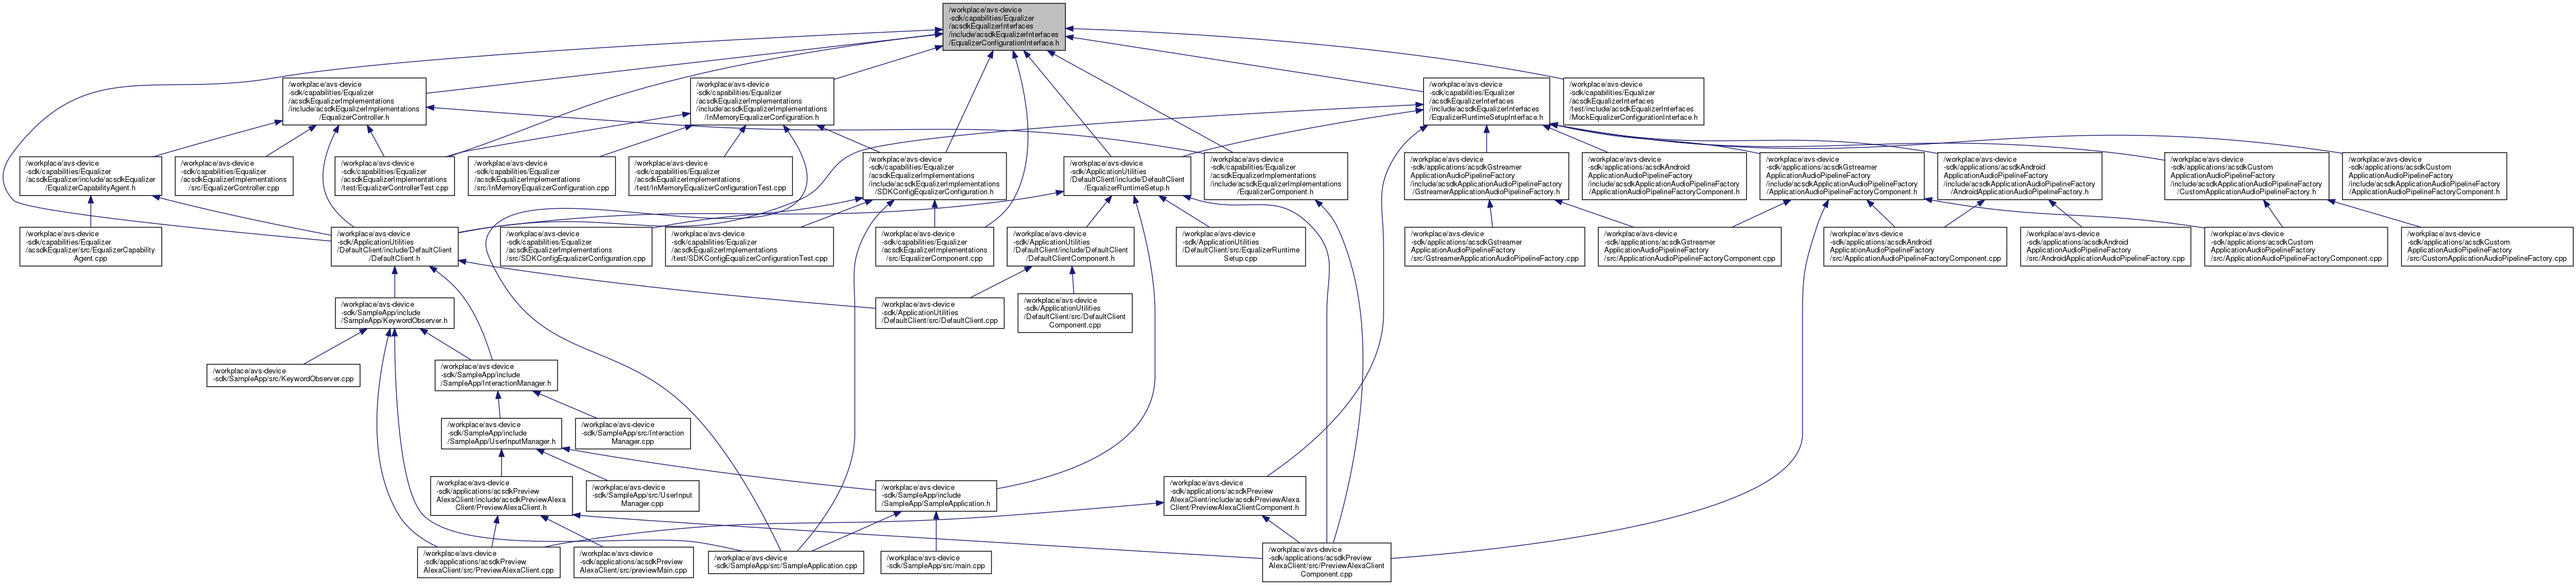 /workplace/avs-device
-sdk/capabilities/Equalizer
/acsdkEqualizerInterfaces
/include/acsdkEqualizerInterfaces
/EqualizerConfigurationInterface.h
/workplace/avs-device
-sdk/capabilities/Equalizer
/acsdkEqualizerImplementations
/include/acsdkEqualizerImplementations
/EqualizerController.h
/workplace/avs-device
-sdk/capabilities/Equalizer
/acsdkEqualizerImplementations
/include/acsdkEqualizerImplementations
/InMemoryEqualizerConfiguration.h
/workplace/avs-device
-sdk/capabilities/Equalizer
/acsdkEqualizerInterfaces
/include/acsdkEqualizerInterfaces
/EqualizerRuntimeSetupInterface.h
/workplace/avs-device
-sdk/capabilities/Equalizer
/acsdkEqualizerInterfaces
/test/include/acsdkEqualizerInterfaces
/MockEqualizerConfigurationInterface.h
/workplace/avs-device
-sdk/capabilities/Equalizer
/acsdkEqualizer/include/acsdkEqualizer
/EqualizerCapabilityAgent.h
/workplace/avs-device
-sdk/capabilities/Equalizer
/acsdkEqualizerImplementations
/src/EqualizerController.cpp
/workplace/avs-device
-sdk/capabilities/Equalizer
/acsdkEqualizerImplementations
/test/EqualizerControllerTest.cpp
/workplace/avs-device
-sdk/capabilities/Equalizer
/acsdkEqualizerImplementations
/src/InMemoryEqualizerConfiguration.cpp
/workplace/avs-device
-sdk/capabilities/Equalizer
/acsdkEqualizerImplementations
/test/InMemoryEqualizerConfigurationTest.cpp
/workplace/avs-device
-sdk/capabilities/Equalizer
/acsdkEqualizerImplementations
/include/acsdkEqualizerImplementations
/SDKConfigEqualizerConfiguration.h
/workplace/avs-device
-sdk/ApplicationUtilities
/DefaultClient/include/DefaultClient
/EqualizerRuntimeSetup.h
/workplace/avs-device
-sdk/capabilities/Equalizer
/acsdkEqualizerImplementations
/include/acsdkEqualizerImplementations
/EqualizerComponent.h
/workplace/avs-device
-sdk/applications/acsdkGstreamer
ApplicationAudioPipelineFactory
/include/acsdkApplicationAudioPipelineFactory
/GstreamerApplicationAudioPipelineFactory.h
/workplace/avs-device
-sdk/applications/acsdkAndroid
ApplicationAudioPipelineFactory
/include/acsdkApplicationAudioPipelineFactory
/ApplicationAudioPipelineFactoryComponent.h
/workplace/avs-device
-sdk/applications/acsdkGstreamer
ApplicationAudioPipelineFactory
/include/acsdkApplicationAudioPipelineFactory
/ApplicationAudioPipelineFactoryComponent.h
/workplace/avs-device
-sdk/applications/acsdkAndroid
ApplicationAudioPipelineFactory
/include/acsdkApplicationAudioPipelineFactory
/AndroidApplicationAudioPipelineFactory.h
/workplace/avs-device
-sdk/applications/acsdkCustom
ApplicationAudioPipelineFactory
/include/acsdkApplicationAudioPipelineFactory
/CustomApplicationAudioPipelineFactory.h
/workplace/avs-device
-sdk/applications/acsdkCustom
ApplicationAudioPipelineFactory
/include/acsdkApplicationAudioPipelineFactory
/ApplicationAudioPipelineFactoryComponent.h
/workplace/avs-device
-sdk/capabilities/Equalizer
/acsdkEqualizer/src/EqualizerCapability
Agent.cpp
/workplace/avs-device
-sdk/ApplicationUtilities
/DefaultClient/include/DefaultClient
/DefaultClient.h
/workplace/avs-device
-sdk/capabilities/Equalizer
/acsdkEqualizerImplementations
/src/SDKConfigEqualizerConfiguration.cpp
/workplace/avs-device
-sdk/capabilities/Equalizer
/acsdkEqualizerImplementations
/test/SDKConfigEqualizerConfigurationTest.cpp
/workplace/avs-device
-sdk/capabilities/Equalizer
/acsdkEqualizerImplementations
/src/EqualizerComponent.cpp
/workplace/avs-device
-sdk/ApplicationUtilities
/DefaultClient/include/DefaultClient
/DefaultClientComponent.h
/workplace/avs-device
-sdk/ApplicationUtilities
/DefaultClient/src/EqualizerRuntime
Setup.cpp
/workplace/avs-device
-sdk/applications/acsdkGstreamer
ApplicationAudioPipelineFactory
/src/GstreamerApplicationAudioPipelineFactory.cpp
/workplace/avs-device
-sdk/applications/acsdkGstreamer
ApplicationAudioPipelineFactory
/src/ApplicationAudioPipelineFactoryComponent.cpp
/workplace/avs-device
-sdk/applications/acsdkAndroid
ApplicationAudioPipelineFactory
/src/ApplicationAudioPipelineFactoryComponent.cpp
/workplace/avs-device
-sdk/applications/acsdkAndroid
ApplicationAudioPipelineFactory
/src/AndroidApplicationAudioPipelineFactory.cpp
/workplace/avs-device
-sdk/applications/acsdkCustom
ApplicationAudioPipelineFactory
/src/ApplicationAudioPipelineFactoryComponent.cpp
/workplace/avs-device
-sdk/applications/acsdkCustom
ApplicationAudioPipelineFactory
/src/CustomApplicationAudioPipelineFactory.cpp
/workplace/avs-device
-sdk/SampleApp/include
/SampleApp/KeywordObserver.h
/workplace/avs-device
-sdk/ApplicationUtilities
/DefaultClient/src/DefaultClient.cpp
/workplace/avs-device
-sdk/ApplicationUtilities
/DefaultClient/src/DefaultClient
Component.cpp
/workplace/avs-device
-sdk/SampleApp/src/KeywordObserver.cpp
/workplace/avs-device
-sdk/SampleApp/include
/SampleApp/InteractionManager.h
/workplace/avs-device
-sdk/SampleApp/include
/SampleApp/UserInputManager.h
/workplace/avs-device
-sdk/SampleApp/src/Interaction
Manager.cpp
/workplace/avs-device
-sdk/applications/acsdkPreview
AlexaClient/include/acsdkPreviewAlexa
Client/PreviewAlexaClient.h
/workplace/avs-device
-sdk/SampleApp/src/UserInput
Manager.cpp
/workplace/avs-device
-sdk/SampleApp/include
/SampleApp/SampleApplication.h
/workplace/avs-device
-sdk/applications/acsdkPreview
AlexaClient/include/acsdkPreviewAlexa
Client/PreviewAlexaClientComponent.h
/workplace/avs-device
-sdk/applications/acsdkPreview
AlexaClient/src/PreviewAlexaClient.cpp
/workplace/avs-device
-sdk/applications/acsdkPreview
AlexaClient/src/previewMain.cpp
/workplace/avs-device
-sdk/SampleApp/src/SampleApplication.cpp
/workplace/avs-device
-sdk/SampleApp/src/main.cpp
/workplace/avs-device
-sdk/applications/acsdkPreview
AlexaClient/src/PreviewAlexaClient
Component.cpp